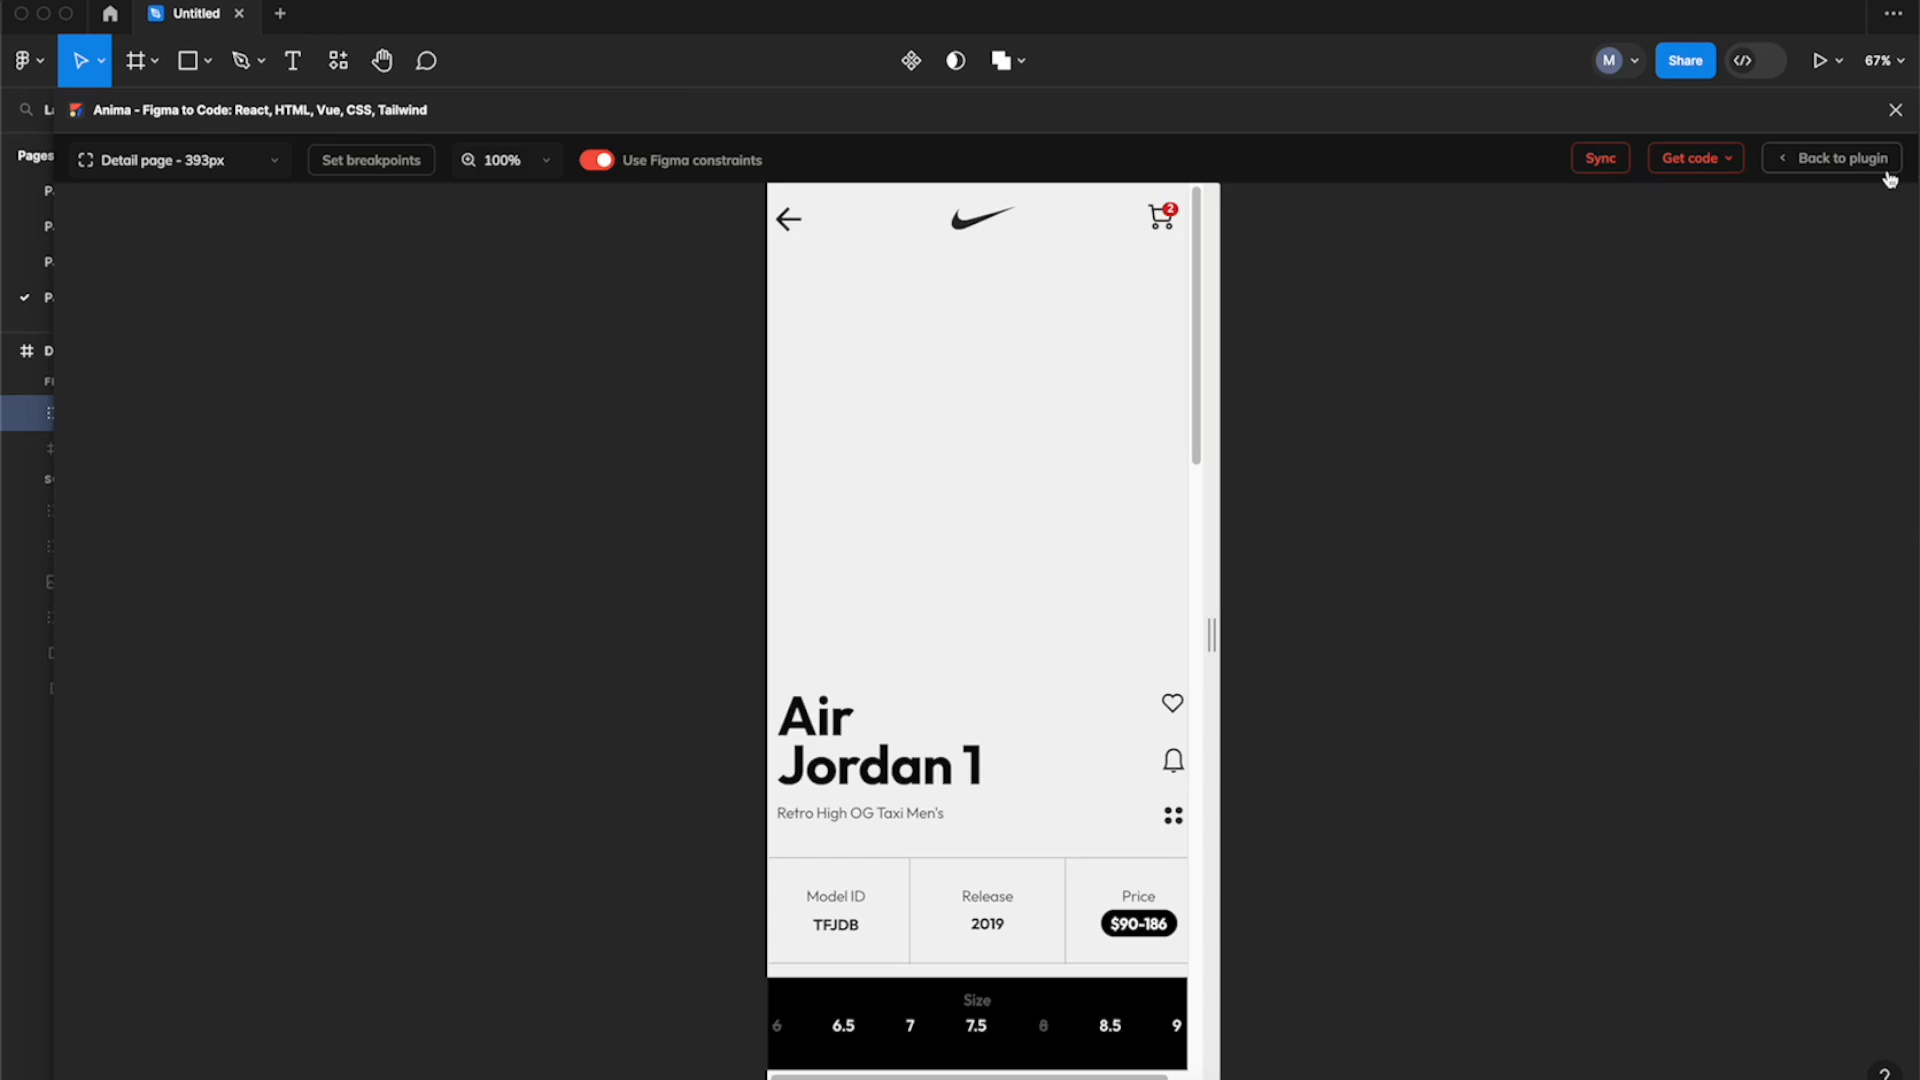 Untitled
M
Share
67%
Anima - Figma to Code: React, HTML, Vue, CSS, Tailwind
Pages
Detail page - 393px
Set breakpoints
100%
Use Figma constraints
Sync
Get code
Back to plugin
2
Air
Jordan 1
Retro High OG Taxi Men's
Model ID Release Price
TFJDB 2019 $90-186
Size
6 6.5 7 7.5 8 8.5 9
?